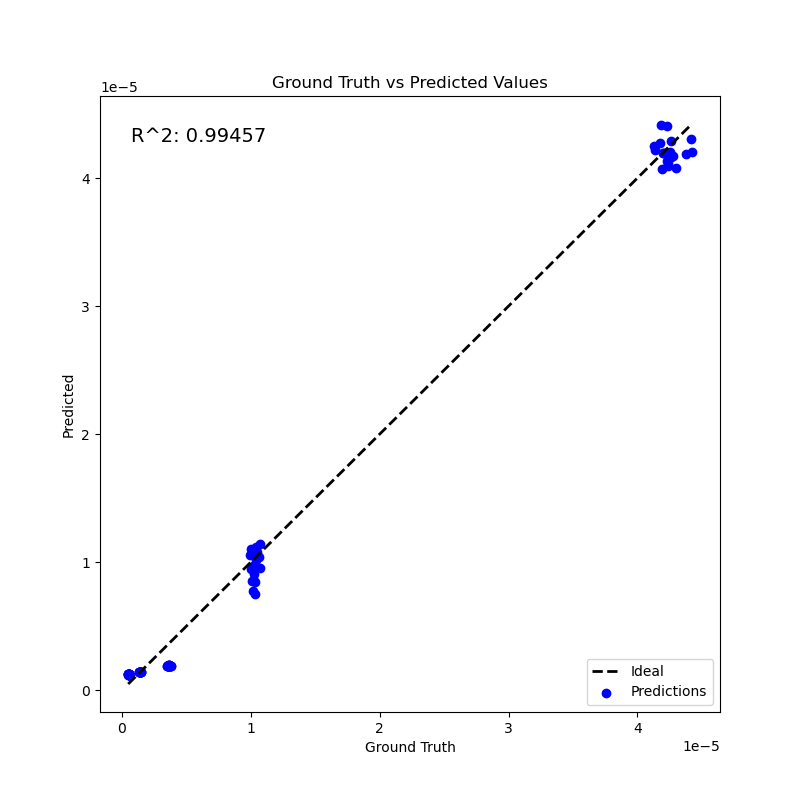 Ground Truth vs Predicted Values
1e−5
R^2: 0.99457
4
3
2
1
0
Predicted
0 1 2 3 4
1e−5
Ground Truth
Ideal
Predictions